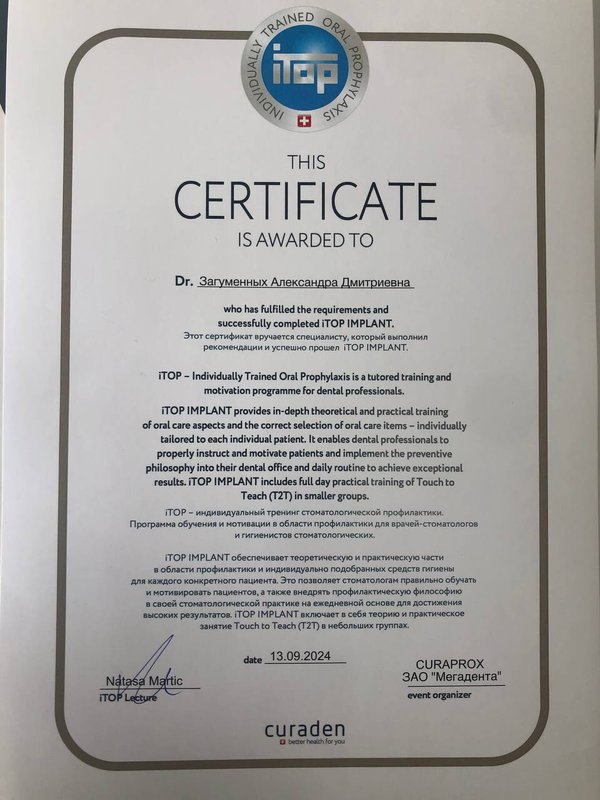 INDIVIDUALLY TRAINED ORAL PROPHYLAXIS
iTop
THIS
CERTIFICATE
IS AWARDED TO
Dr. Загуменных Александра Дмитриевна
who has fulfilled the requirements and
successfully completed iTOP IMPLANT.
Этот сертификат вручается специалисту, который выполнил
рекомендации и успешно прошел iTOP IMPLANT.
iTOP – Individually Trained Oral Prophylaxis is a tutored training and
motivation programme for dental professionals.
iTOP IMPLANT provides in-depth theoretical and practical training
of oral care aspects and the correct selection of oral care items – individually
tailored to each individual patient. It enables dental professionals to
properly instruct and motivate patients and implement the preventive
philosophy into their dental office and daily routine to achieve exceptional
results. iTOP IMPLANT includes full day practical training of Touch to
Teach (T2T) in smaller groups.
iTOP – индивидуальный тренинг стоматологической профилактики.
Программа обучения и мотивации в области профилактики для врачей-стоматологов
и гигиенистов стоматологических.
iTOP IMPLANT обеспечивает теоретическую и практическую части
в области профилактики и индивидуально подобранных средств гигиены
для каждого конкретного пациента. Это позволяет стоматологам правильно обучать
и мотивировать пациентов, а также внедрять профилактическую философию
в своей стоматологической практике на ежедневной основе для достижения
высоких результатов. iTOP IMPLANT включает в себя теорию и практическое
занятие Touch to Teach (T2T) в небольших группах.
date 13.09.2024
Natasa Martic
iTOP Lecture
CURAPROX
ЗАО "Мегадента"
event organizer
curaden
better health for you